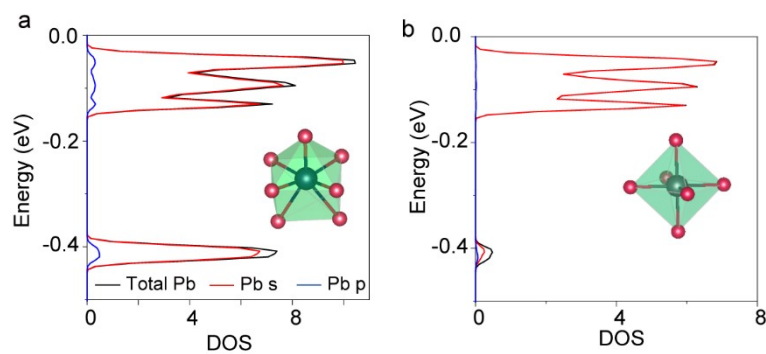 a
0.0
-0.2
-0.4
Energy (eV)
0
4
8
DOS
Total Pb
Pb s
Pb p
b
0.0
-0.2
-0.4
Energy (eV)
0
4
8
DOS